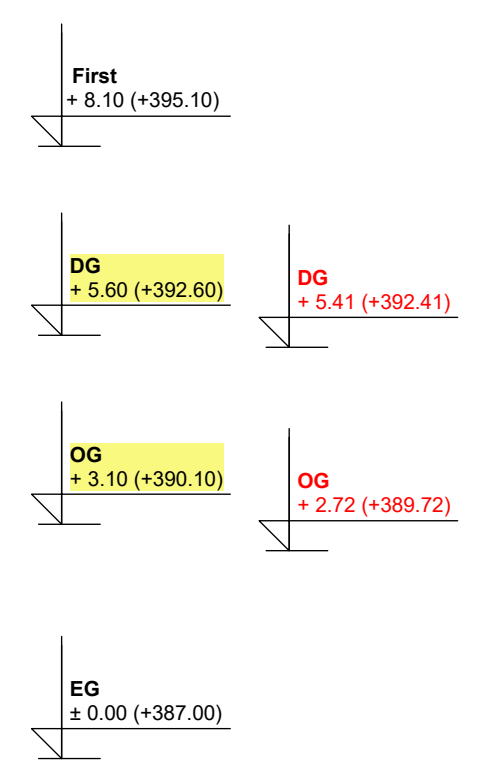 First
+ 8.10 (+395.10)
DG
+ 5.60 (+392.60)
DG
+ 5.41 (+392.41)
OG
+ 3.10 (+390.10)
OG
+ 2.72 (+389.72)
EG
± 0.00 (+387.00)